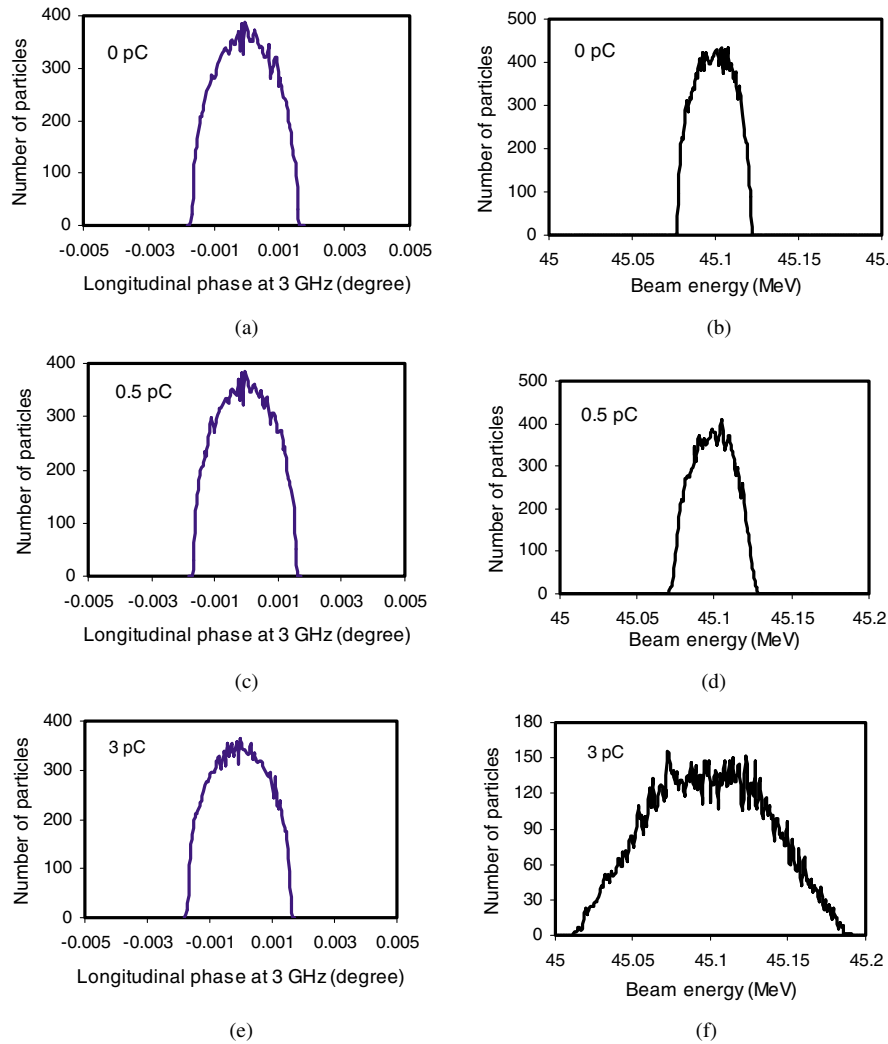 400
300
200
100
0
Number of particles
0 pC
-0.005 -0.003 -0.001 0.001 0.003 0.005
Longitudinal phase at 3 GHz (degree)
(a)
500
400
300
200
100
0
Number of particles
0 pC
45 45.05 45.1 45.15 45.
Beam energy (MeV)
(b)
400
300
200
100
0
Number of particles
0.5 pC
-0.005 -0.003 -0.001 0.001 0.003 0.005
Longitudinal phase at 3 GHz (degree)
(c)
500
400
300
200
100
0
Number of particles
0.5 pC
45 45.05 45.1 45.15 45.2
Beam energy (MeV)
(d)
400
300
200
100
0
Number of particles
3 pC
-0.005 -0.003 -0.001 0.001 0.003 0.005
Longitudinal phase at 3 GHz (degree)
(e)
180
150
120
90
60
30
0
Number of particles
3 pC
45 45.05 45.1 45.15 45.2
Beam energy (MeV)
(f)